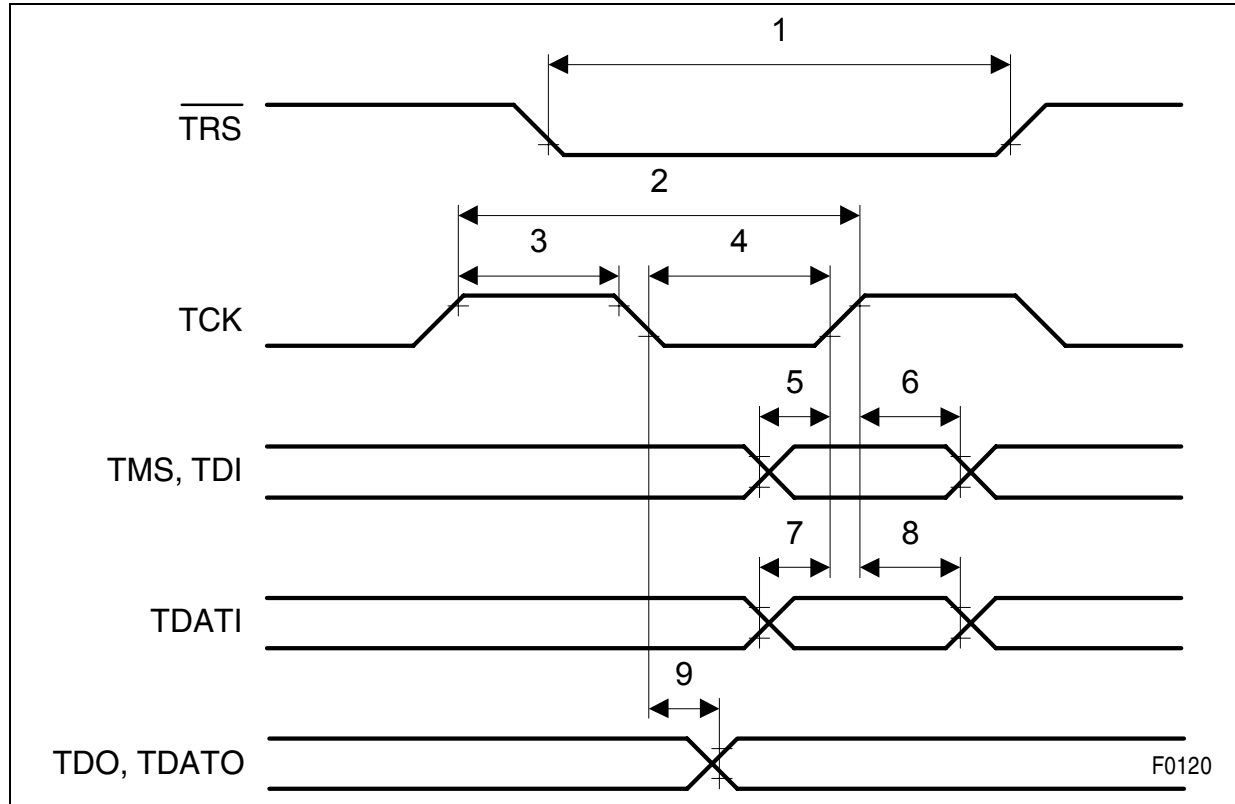 1
TRS
2
3 4
TCK
5 6
TMS, TDI
7 8
TDATI
9
TDO, TDATO
F0120